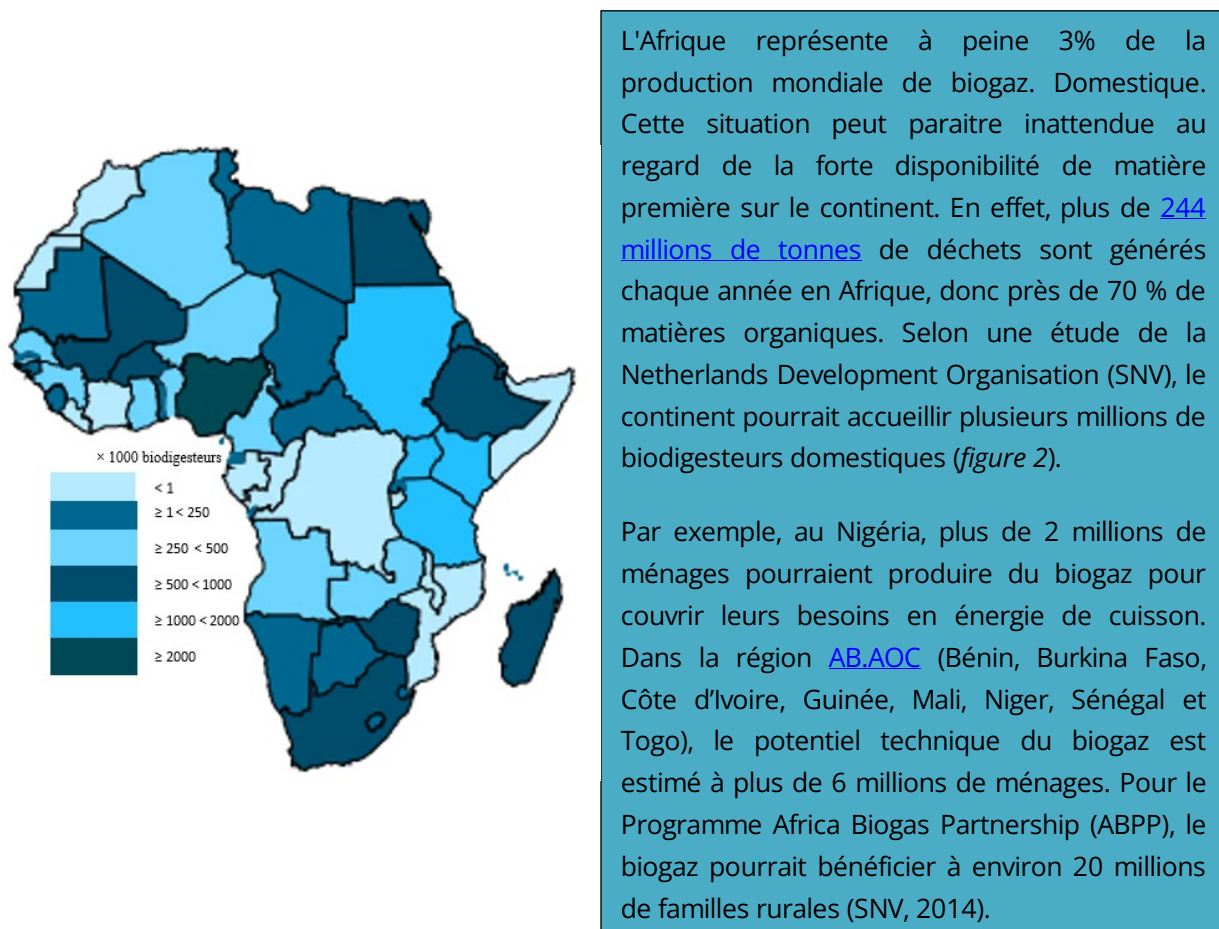 × 1000 biodigesteurs
< 1
≥ 1 < 250
≥ 250 < 500
≥ 500 < 1000
≥ 1000 < 2000
≥ 2000
L'Afrique représente à peine 3% de la
production mondiale de biogaz. Domestique.
Cette situation peut paraitre inattendue au
regard de la forte disponibilité de matière
première sur le continent. En effet, plus de 244
millions de tonnes de déchets sont générés
chaque année en Afrique, donc près de 70 % de
matières organiques. Selon une étude de la
Netherlands Development Organisation (SNV), le
continent pourrait accueillir plusieurs millions de
biodigesteurs domestiques (figure 2).
Par exemple, au Nigéria, plus de 2 millions de
ménages pourraient produire du biogaz pour
couvrir leurs besoins en énergie de cuisson.
Dans la région AB.AOC (Bénin, Burkina Faso,
Côte d'Ivoire, Guinée, Mali, Niger, Sénégal et
Togo), le potentiel technique du biogaz est
estimé à plus de 6 millions de ménages. Pour le
Programme Africa Biogas Partnership (ABPP), le
biogaz pourrait bénéficier à environ 20 millions
de familles rurales (SNV, 2014).